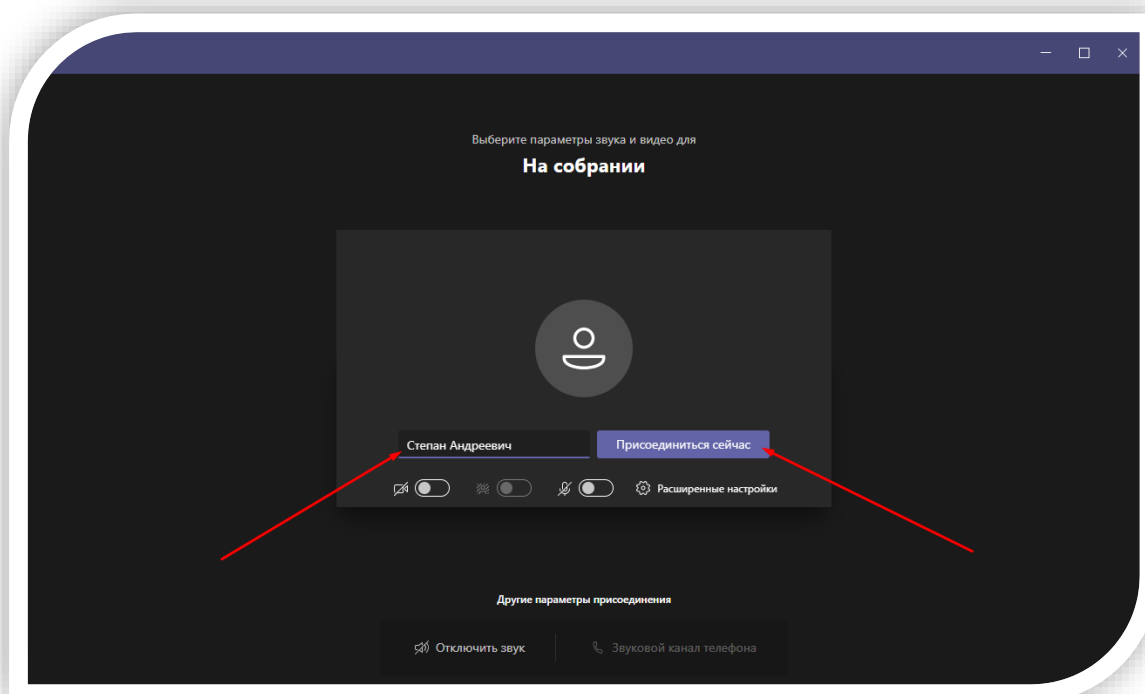 Выберите параметры звука и видео для
На собрании
Степан Андреевич
Присоединиться сейчас
Расширенные настройки
Другие параметры присоединения
Отключить звук
Звуковой канал телефона